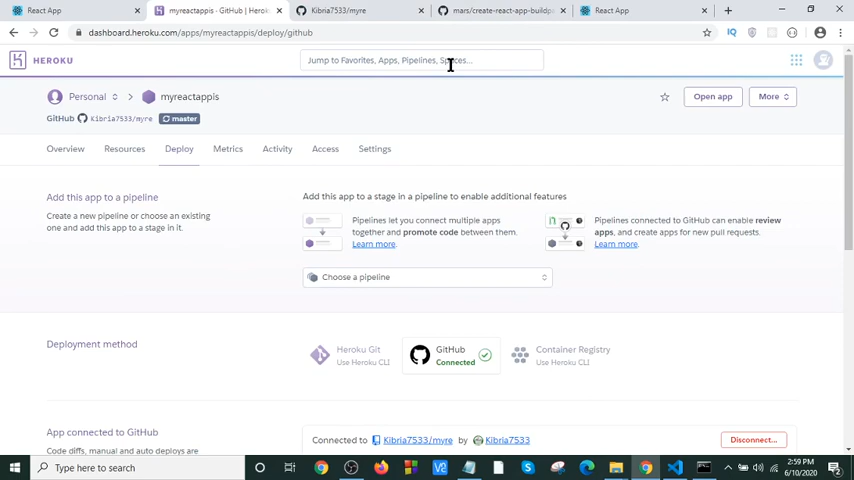 React App
myreactappis - GitHub | Heroku
Kibria7533/myre
mars/create-react-app-buildpa
React App
dashboard.heroku.com/apps/myreactappis/deploy/github
HEROKU
Jump to Favorites, Apps, Pipelines, Spaces...
Personal
myreactappis
Open app
More
GitHub
Kibria7533/myre
master
Overview
Resources
Deploy
Metrics
Activity
Access
Settings
Add this app to a pipeline
Create a new pipeline or choose an existing
one and add this app to a stage in it.
Add this app to a stage in a pipeline to enable additional features
Pipelines let you connect multiple apps
together and promote code between them.
Learn more.
Pipelines connected to GitHub can enable review
apps, and create apps for new pull requests.
Learn more.
Choose a pipeline
Deployment method
Heroku Git
Use Heroku CLI
GitHub
Connected
Container Registry
Use Heroku CLI
App connected to GitHub
Code diffs, manual and auto deploys are
Connected to Kibria7533/myre by Kibria7533
Disconnect...
Type here to search
2:59 PM
6/10/2020